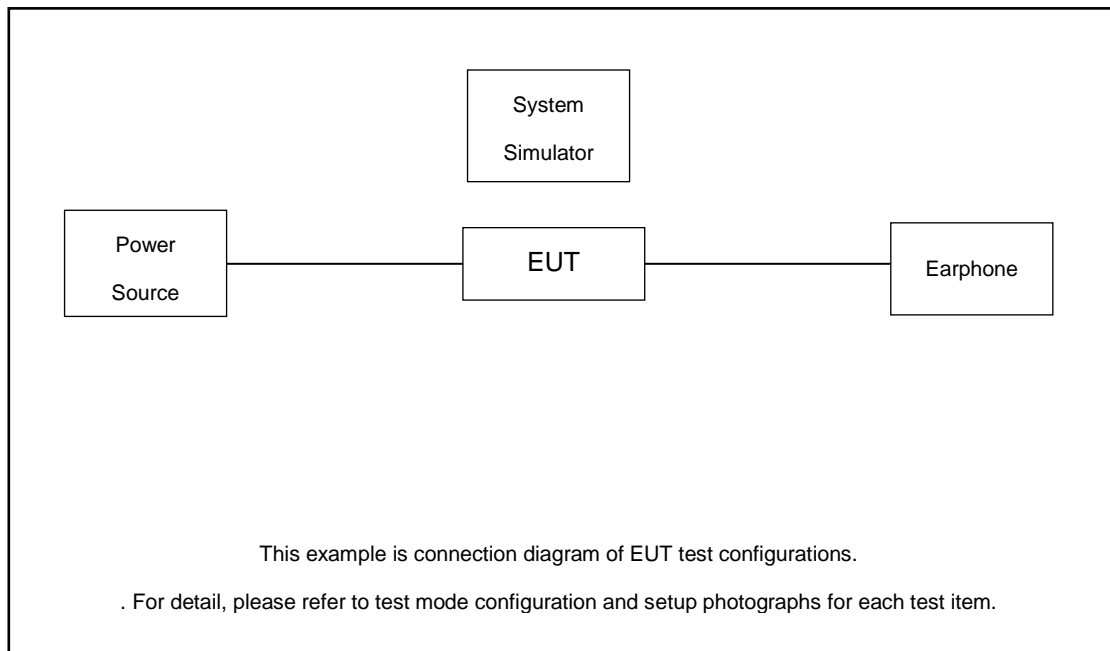 System
Simulator
Power
Source
EUT
Earphone
This example is connection diagram of EUT test configurations.
. For detail, please refer to test mode configuration and setup photographs for each test item.